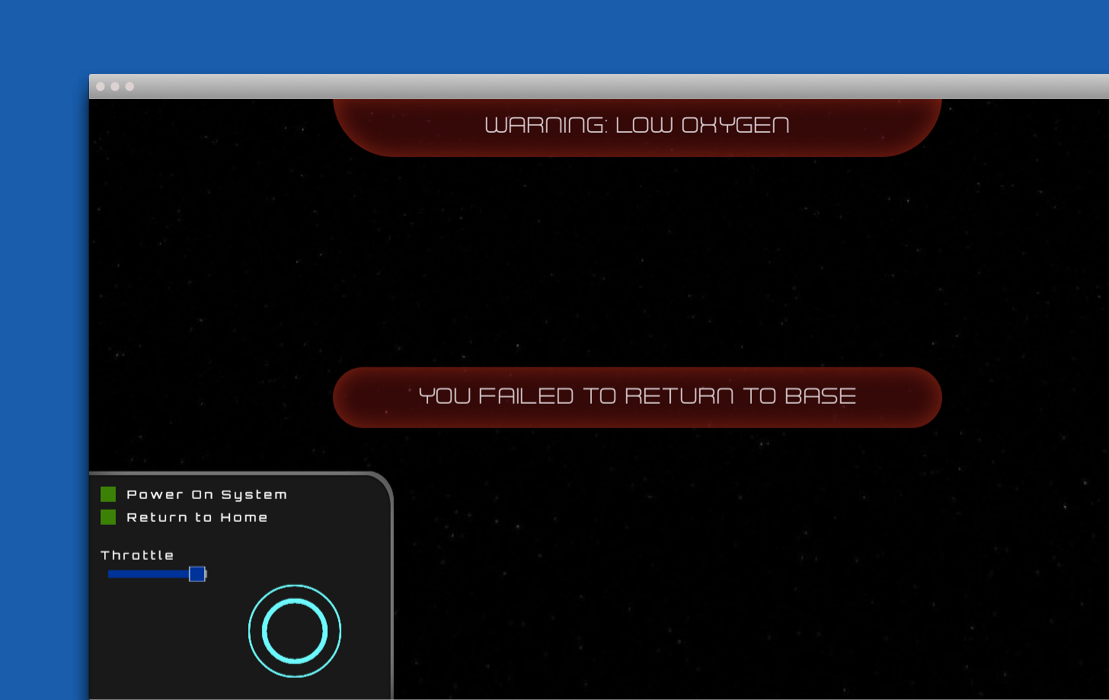 WARNING: LOW OXYGEN
YOU FAILED TO RETURN TO BASE
Power On System
Return to Home
Throttle